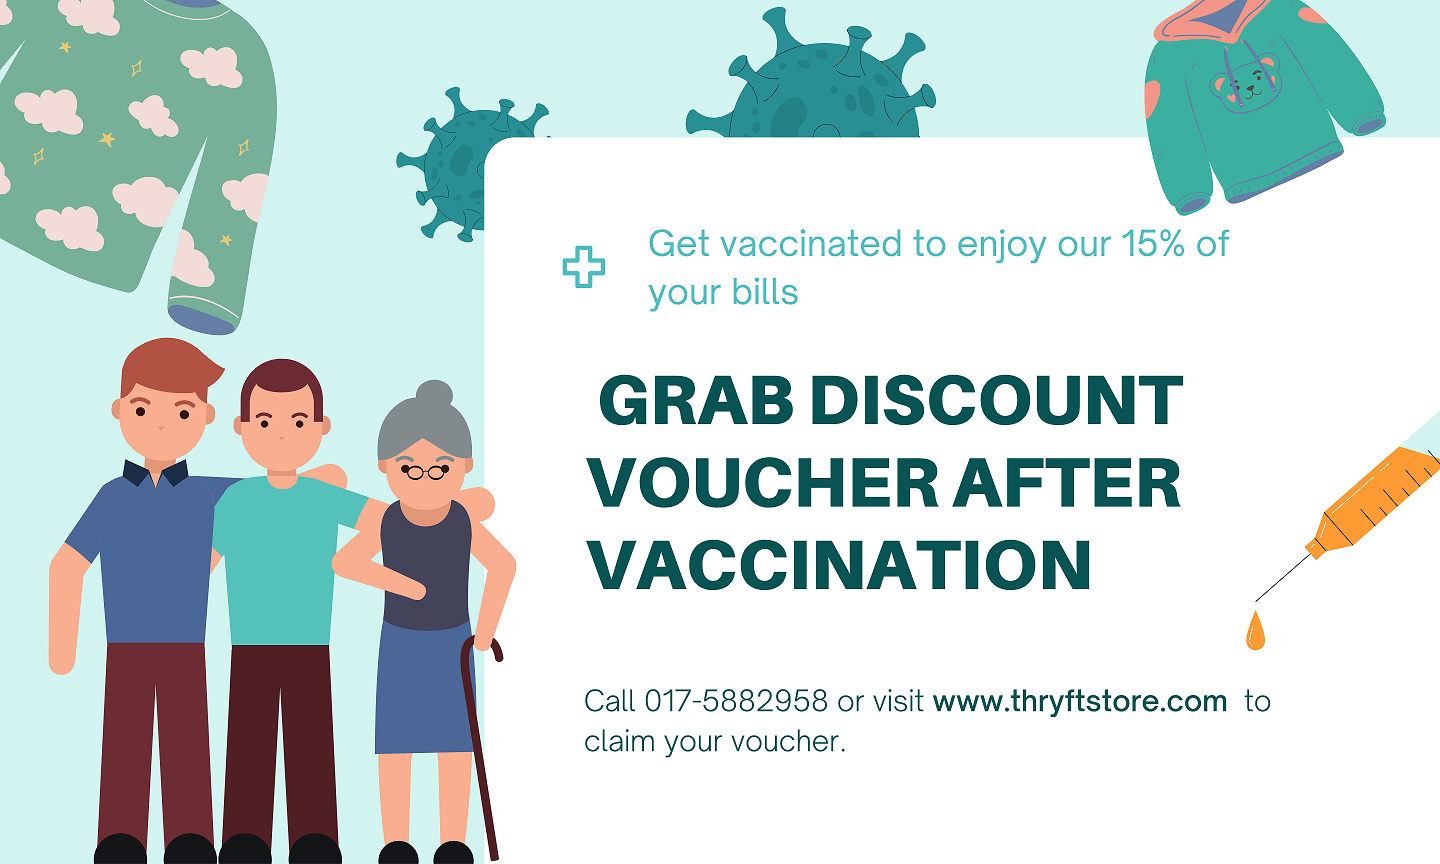 Get vaccinated to enjoy our 15% of
your bills
GRAB DISCOUNT
VOUCHER AFTER
VACCINATION
Call 017-5882958 or visit www.thryftstore.com to
claim your voucher.